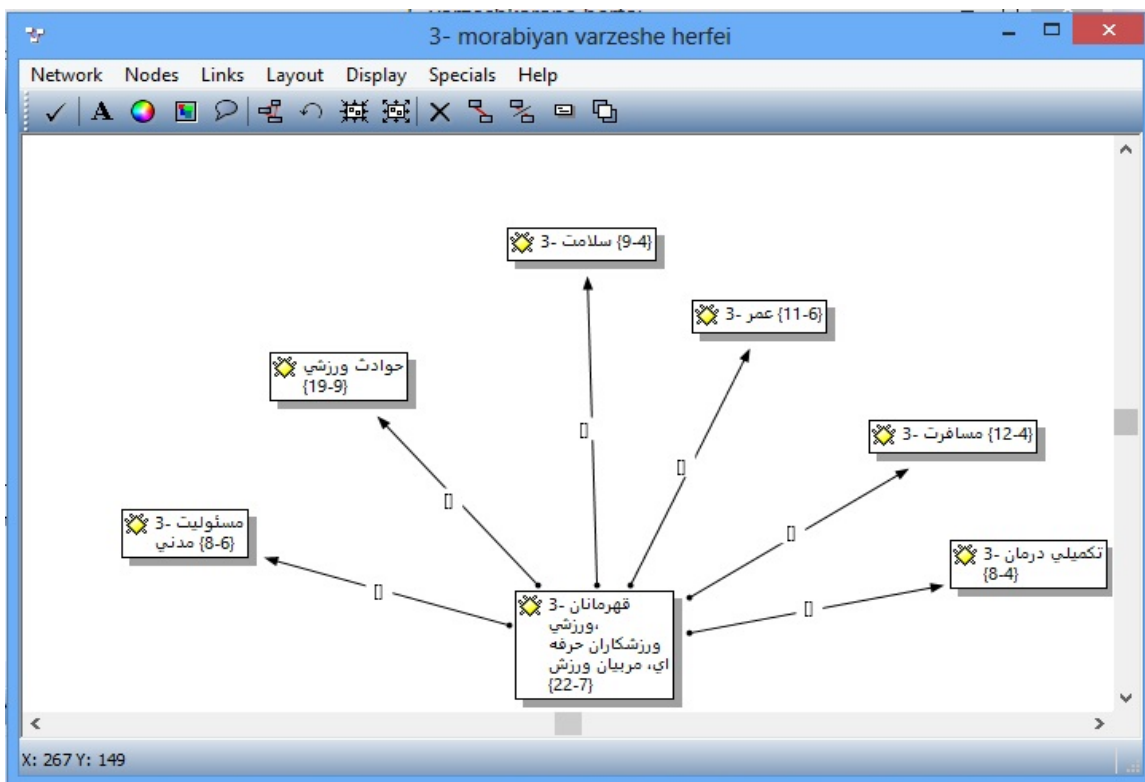 3- morabiyan varzeshe herfei
Network Nodes Links Layout Display Specials Help
3- سلامت {9-4}
3- عمر {11-6}
حوادث ورزشي
{19-9}
3- مسافرت {12-4}
3- مسئوليت
مدني {8-6}
3- تكميلي درمان
{8-4}
3- قهرمانان
ورزشي،
ورزشكاران حرفه
اي، مربيان ورزش
{22-7}
X: 267 Y: 149